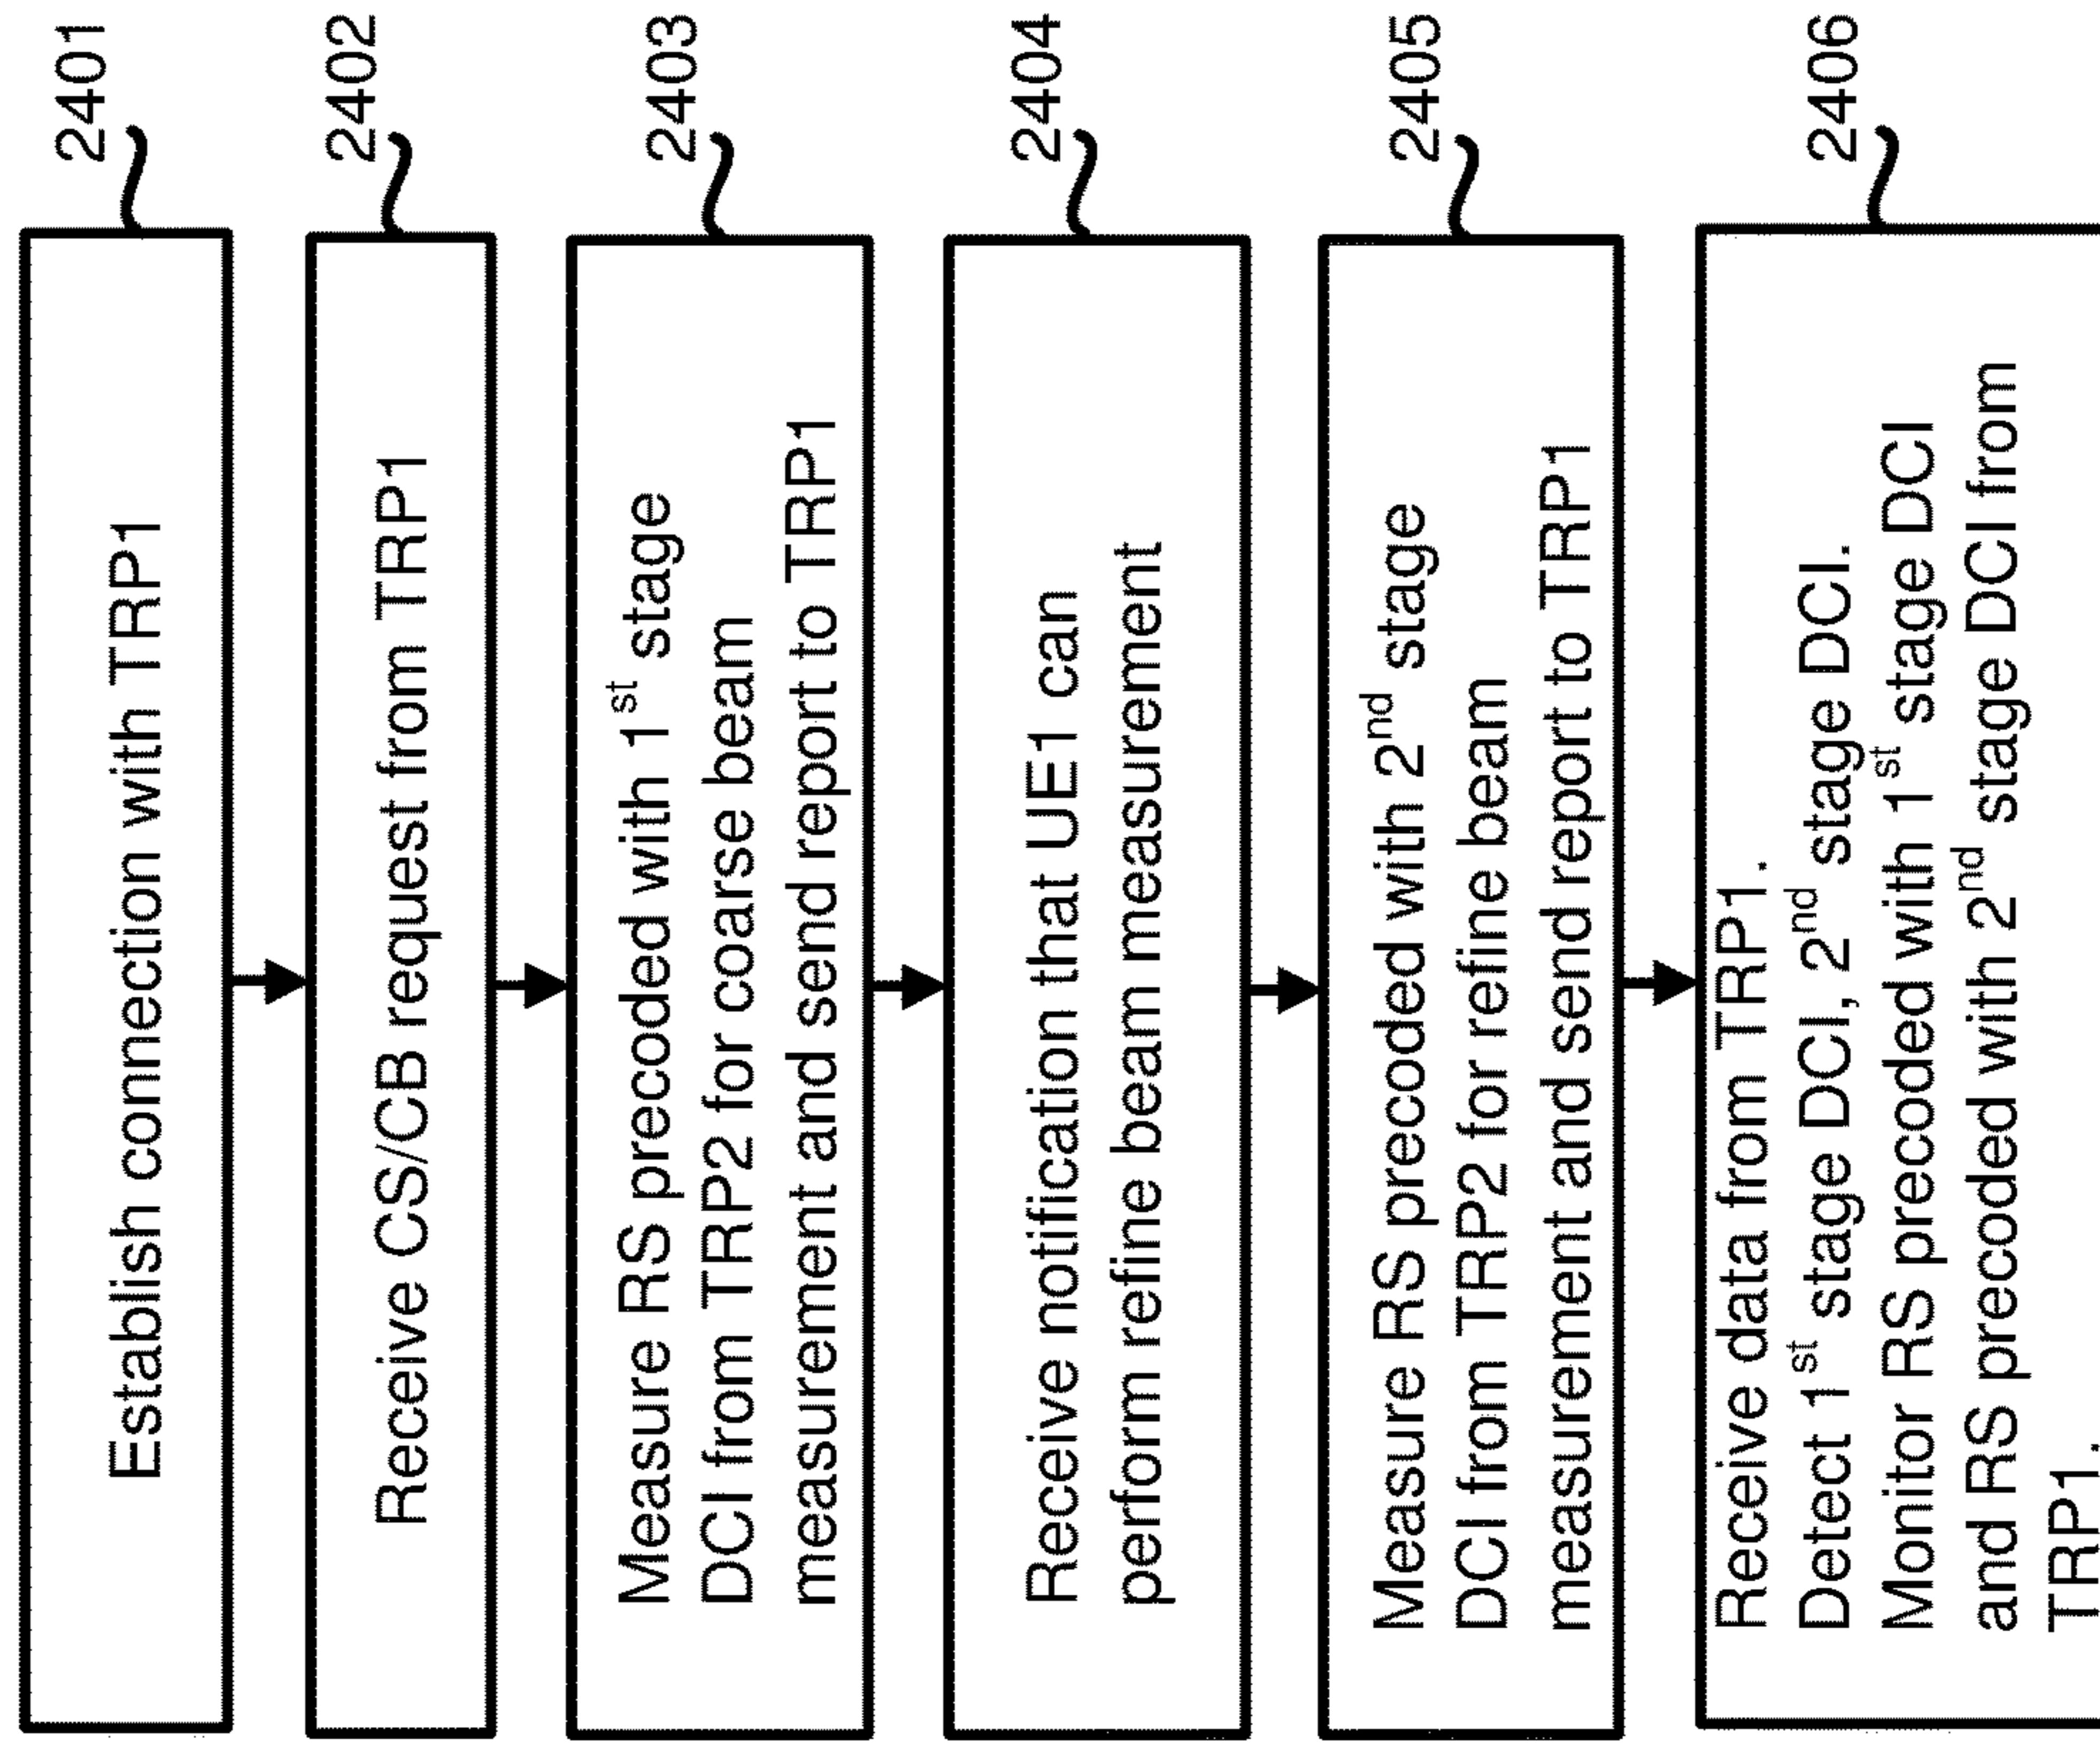 2401
Establish connection with TRP1
2402
Receive CS/CB request from TRP1
2403
Measure RS precoded with 1st stage
DCI from TRP2 for coarse beam
measurement and send report to TRP1
2404
Receive notification that UE1 can
perform refine beam measurement
2405
Measure RS precoded with 2nd stage
DCI from TRP2 for refine beam
measurement and send report to TRP1
2406
Receive data from TRP1.
Detect 1st stage DCI, 2nd stage DCI.
Monitor RS precoded with 1st stage DCI
and RS precoded with 2nd stage DCI from
TRP1.